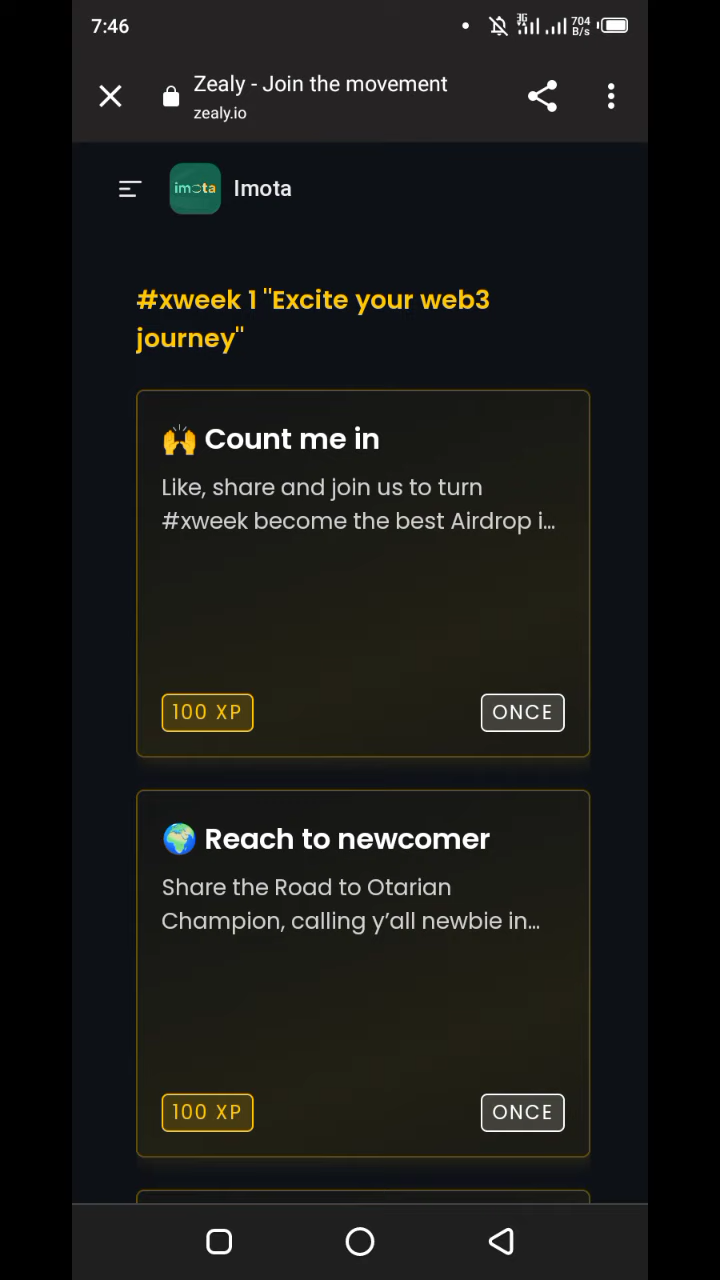 7:46
3G
704
B/s
Zealy - Join the movement
zealy.io
imota
Imota
#xweek 1 "Excite your web3
journey"
🙌 Count me in
Like, share and join us to turn
#xweek become the best Airdrop i...
100 XP
ONCE
🌍 Reach to newcomer
Share the Road to Otarian
Champion, calling y’all newbie in...
100 XP
ONCE